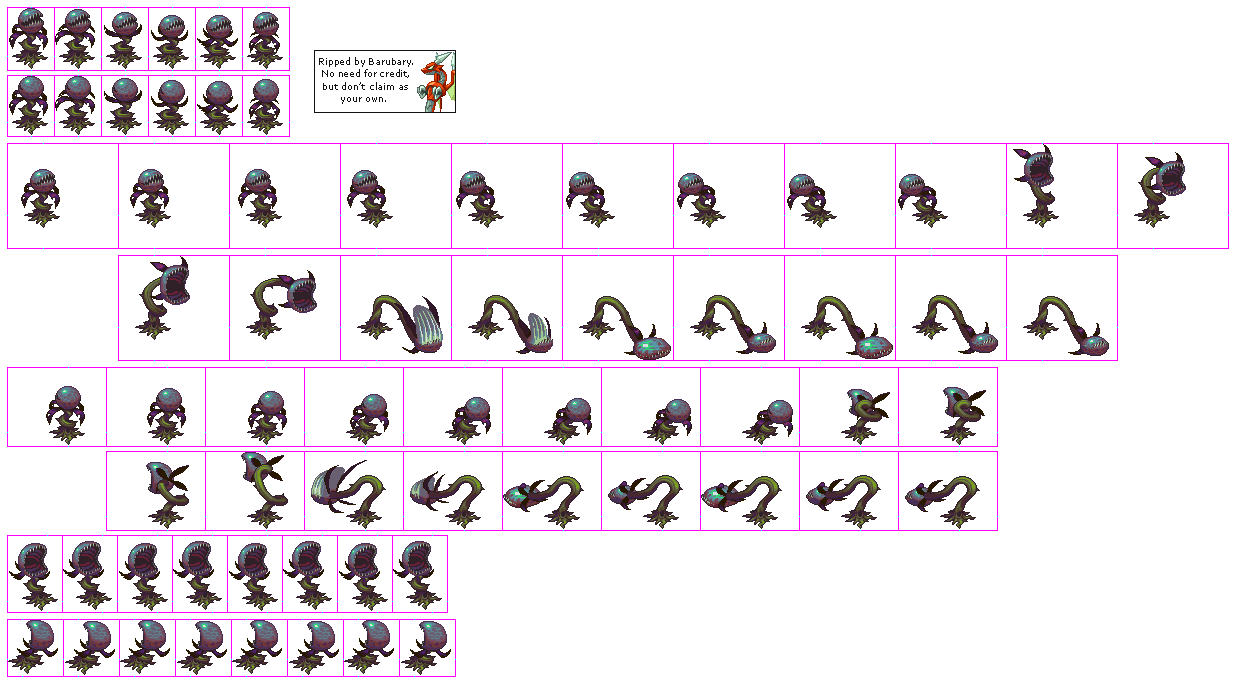 Ripped by Barubary.
No need for credit,
but don't claim as
your own.